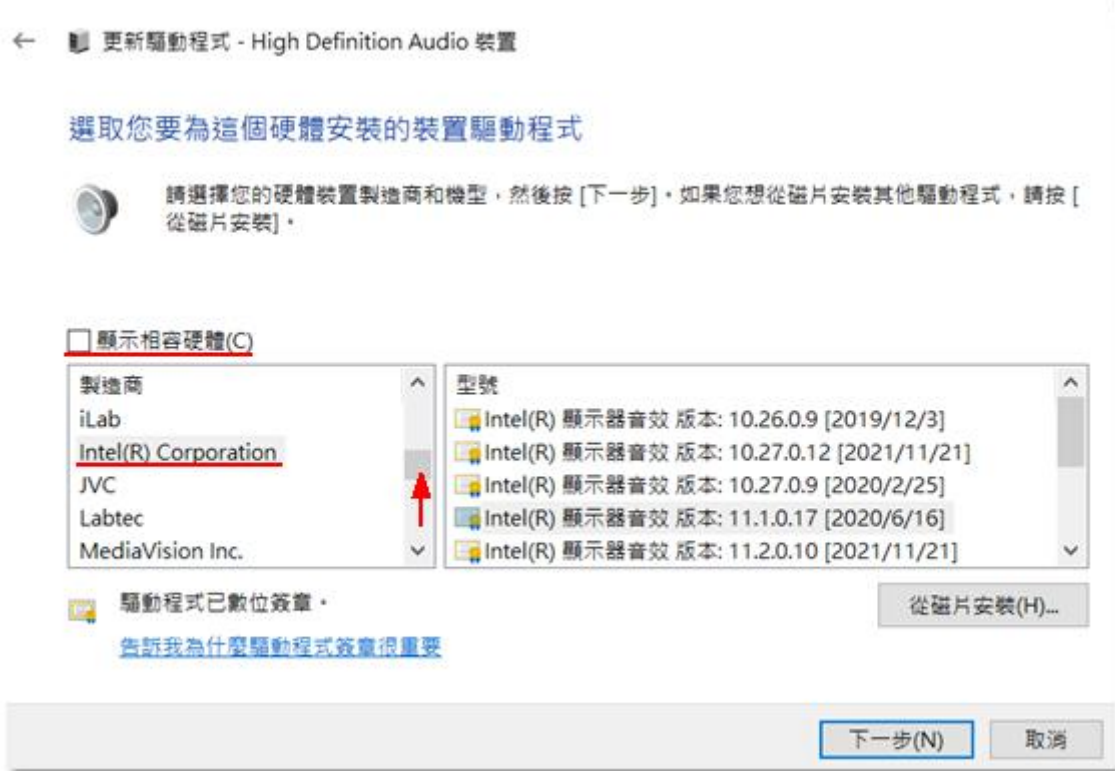 更新驅動程式 - High Definition Audio 裝置
選取您要為這個硬體安裝的裝置驅動程式
請選擇您的硬體裝置製造商和機型，然後按 [下一步]。如果您想從磁片安裝其他驅動程式，請按 [
從磁片安裝]。
顯示相容硬體(C)
製造商
iLab
Intel(R) Corporation
JVC
Labtec
MediaVision Inc.
型號
Intel(R) 顯示器音效 版本: 10.26.0.9 [2019/12/3]
Intel(R) 顯示器音效 版本: 10.27.0.12 [2021/11/21]
Intel(R) 顯示器音效 版本: 10.27.0.9 [2020/2/25]
Intel(R) 顯示器音效 版本: 11.1.0.17 [2020/6/16]
Intel(R) 顯示器音效 版本: 11.2.0.10 [2021/11/21]
驅動程式已數位簽章。
告訴我為什麼驅動程式簽章很重要
從磁片安裝(H)...
下一步(N)
取消